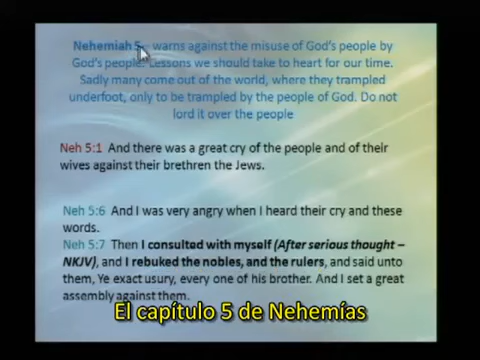 Nehemiah 5 – warns against the misuse of God's people by
God's people. Lessons we should take to heart for our time.
Sadly many come out of the world, where they trampled
underfoot, only to be trampled by the people of God. Do not
lord it over the people
Neh 5:1 And there was a great cry of the people and of their
wives against their brethren the Jews.
Neh 5:6 And I was very angry when I heard their cry and these
words.
Neh 5:7 Then I consulted with myself (After serious thought –
NKJV), and I rebuked the nobles, and the rulers, and said unto
them, Ye exact usury, every one of his brother. And I set a great
assembly against them.
El capítulo 5 de Nehemías